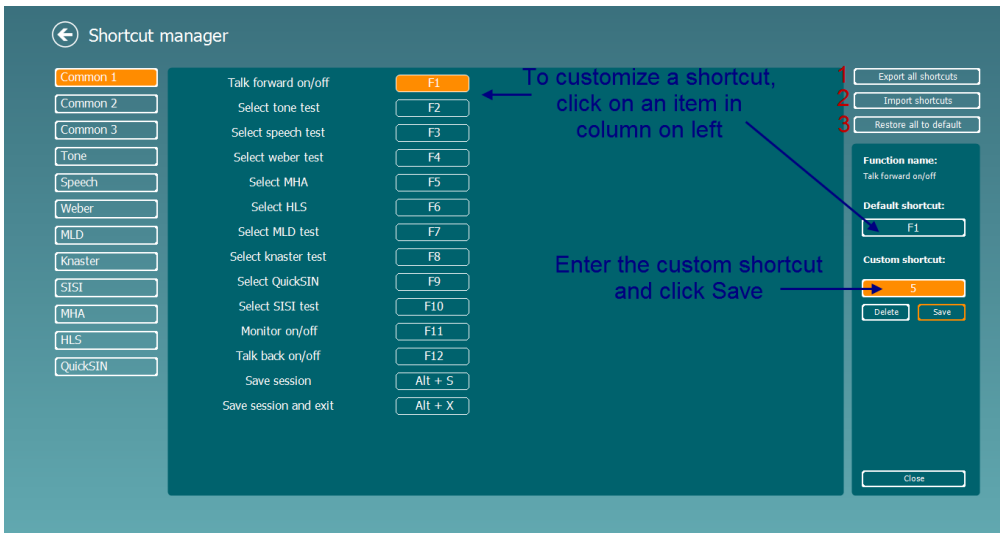 Shortcut manager
Common 1
Common 2
Common 3
Tone
Speech
Weber
MLD
Knaster
SISI
MHA
HLS
QuickSIN
Talk forward on/off F1
Select tone test F2
Select speech test F3
Select weber test F4
Select MHA F5
Select HLS F6
Select MLD test F7
Select knaster test F8
Select QuickSIN F9
Select SISI test F10
Monitor on/off F11
Talk back on/off F12
Save session Alt + S
Save session and exit Alt + X
To customize a shortcut,
click on an item in
column on left
Enter the custom shortcut
and click Save
1 Export all shortcuts
2 Import shortcuts
3 Restore all to default
Function name:
Talk forward on/off
Default shortcut:
F1
Custom shortcut:
5
Delete Save
Close